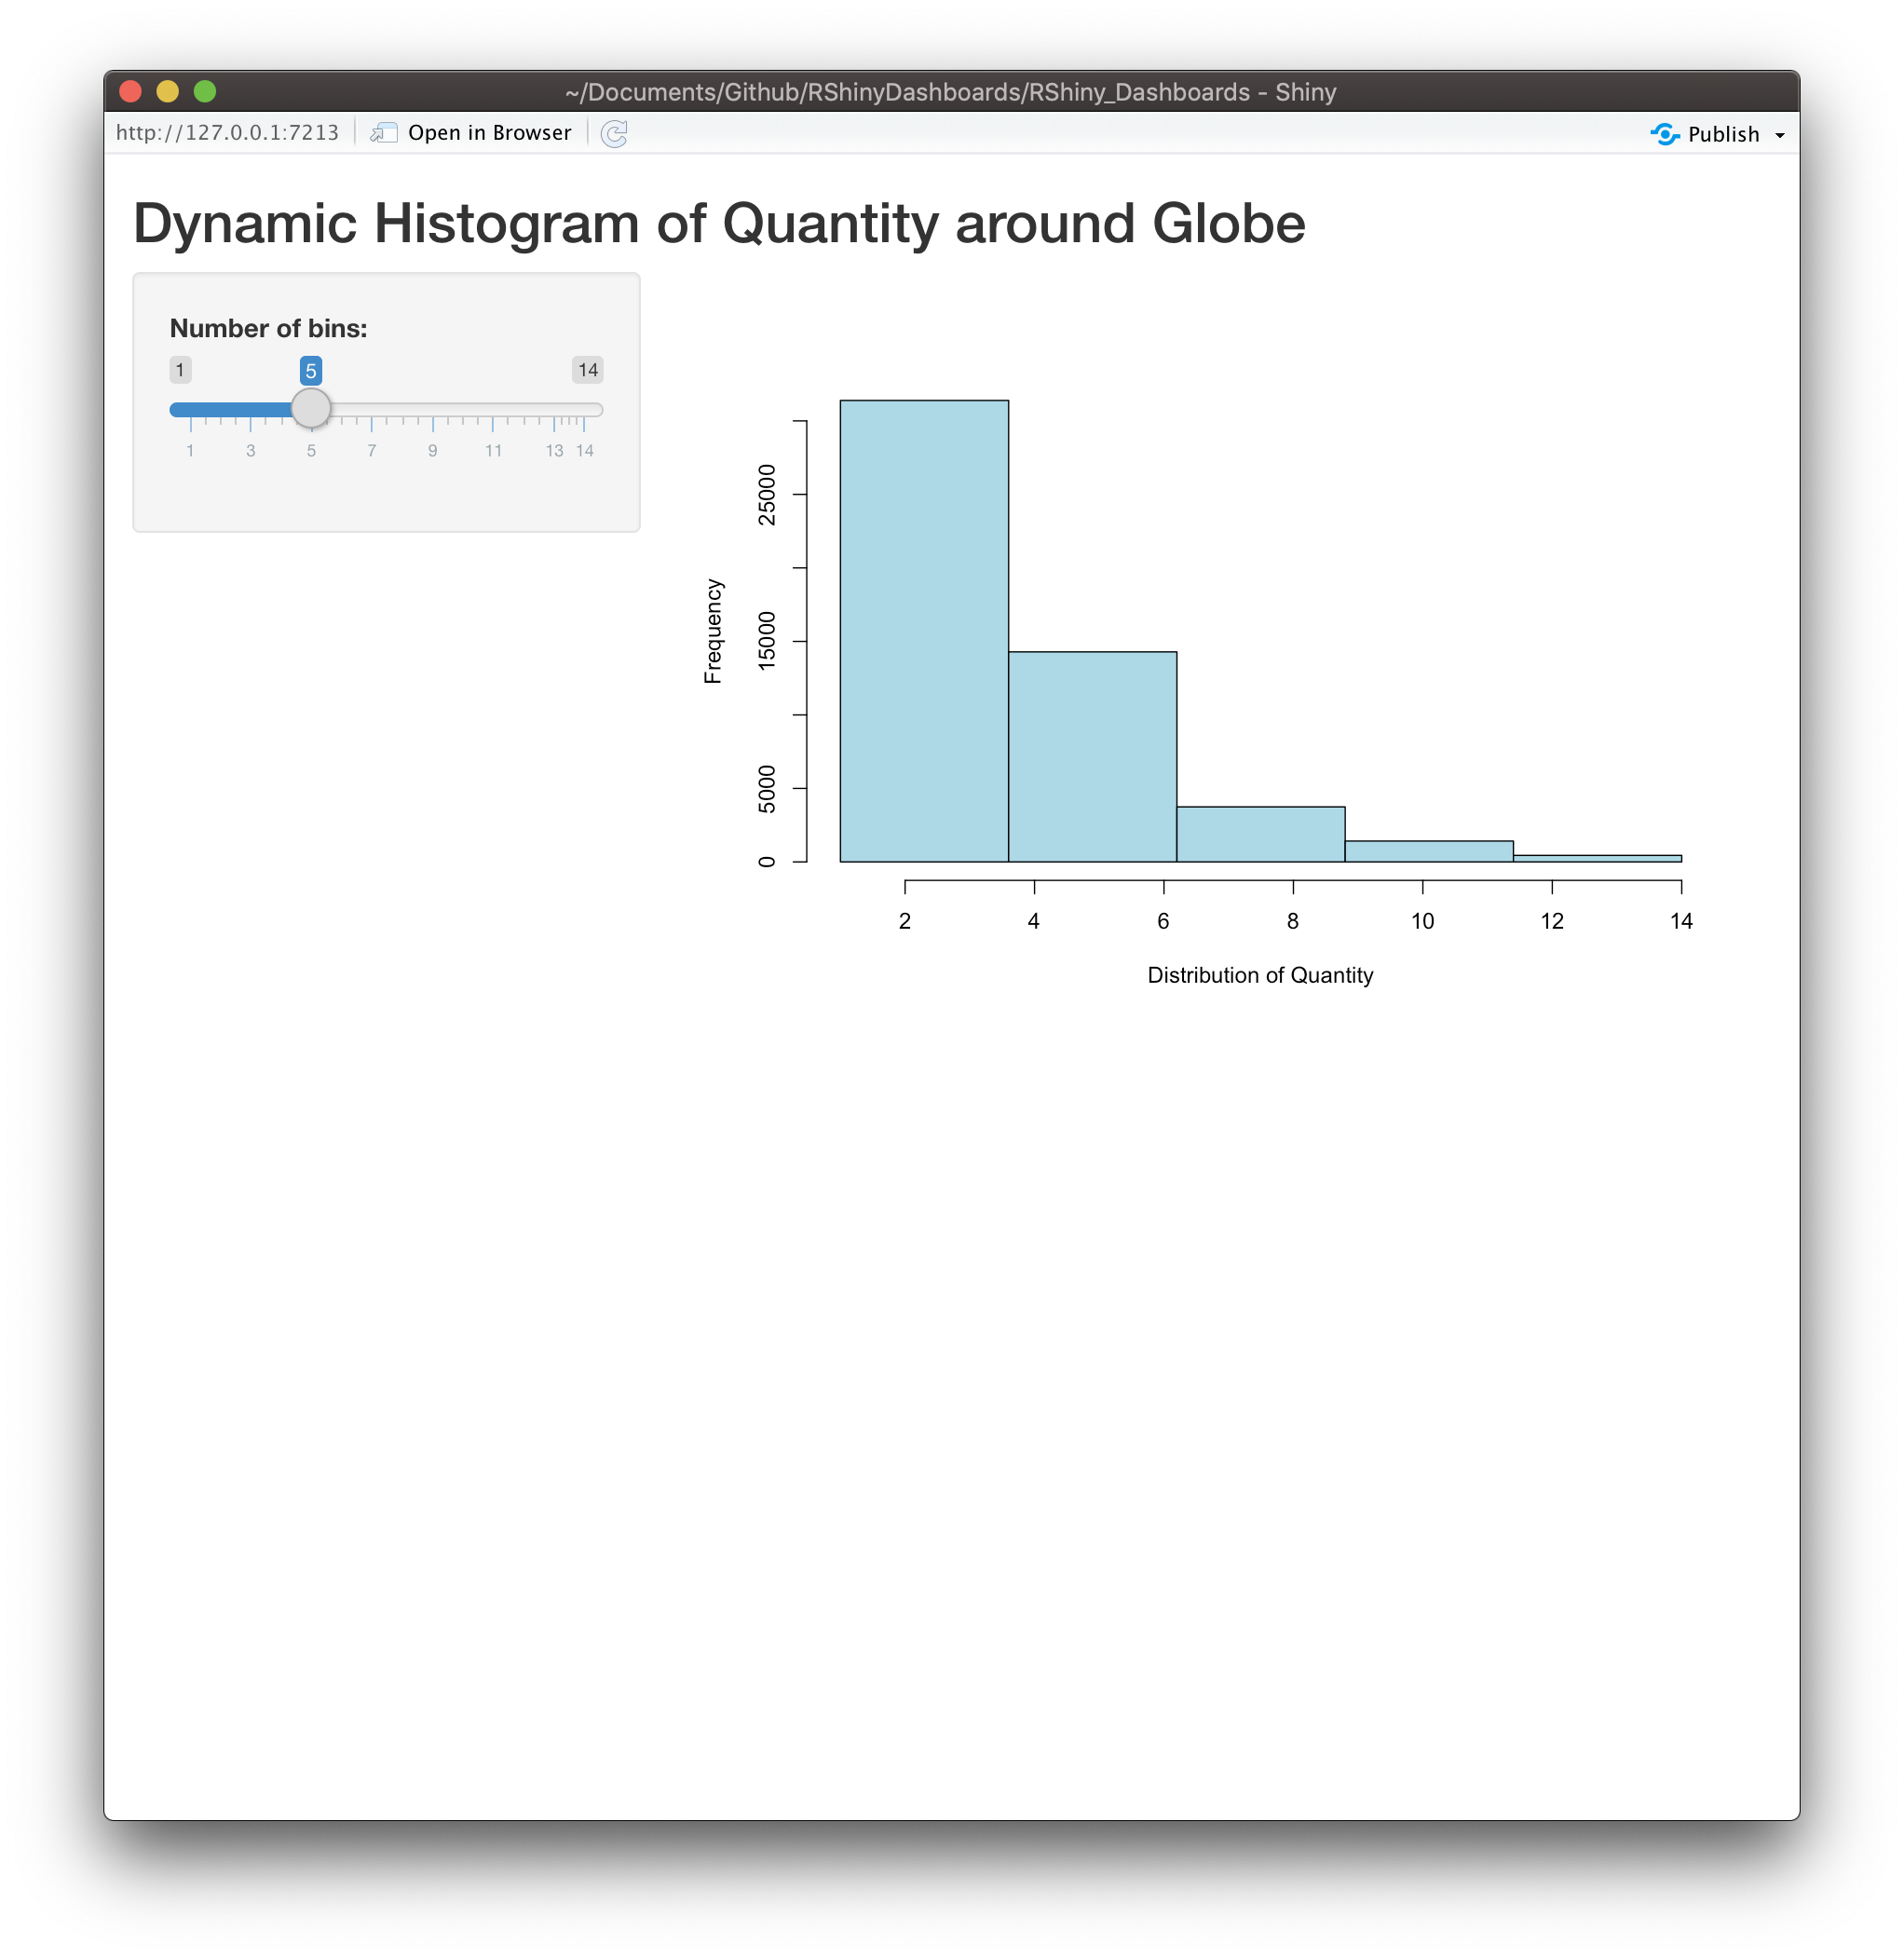 ~/Documents/Github/RShinyDashboards/RShiny_Dashboards - Shiny
http://127.0.0.1:7213 Open in Browser Publish
Dynamic Histogram of Quantity around Globe
Number of bins:
1 5 14
1 3 5 7 9 11 13 14
Frequency
25000
15000
5000
0
2 4 6 8 10 12 14
Distribution of Quantity